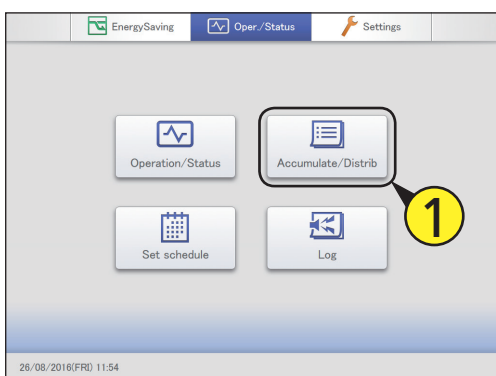 EnergySaving Oper./Status Settings
Operation/Status Accumulate/Distrib
1
Set schedule Log
26/08/2016(FRI) 11:54